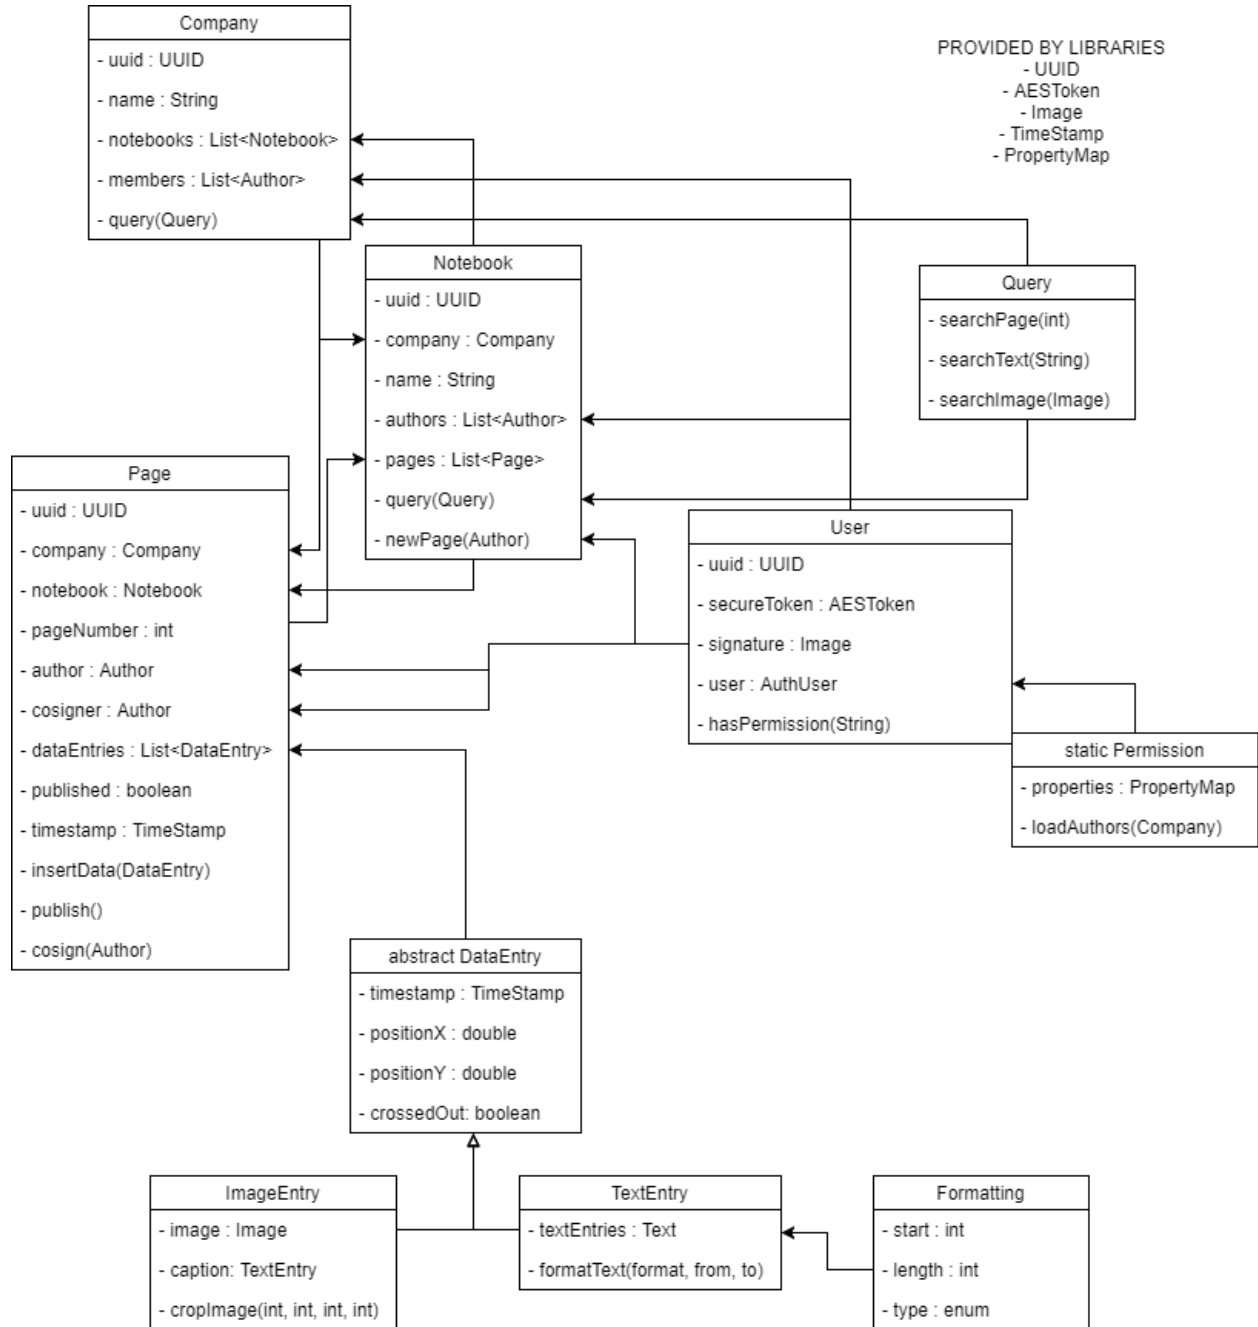 Company
- uuid : UUID
- name : String
- notebooks : List<Notebook>
- members : List<Author>
- query(Query)
PROVIDED BY LIBRARIES
- UUID
- AESToken
- Image
- TimeStamp
- PropertyMap
Notebook
- uuid : UUID
- company : Company
- name : String
- authors : List<Author>
- pages : List<Page>
- query(Query)
- newPage(Author)
Query
- searchPage(int)
- searchText(String)
- searchImage(Image)
Page
- uuid : UUID
- company : Company
- notebook : Notebook
- pageNumber : int
- author : Author
- cosigner : Author
- dataEntries : List<DataEntry>
- published : boolean
- timestamp : TimeStamp
- insertData(DataEntry)
- publish()
- cosign(Author)
User
- uuid : UUID
- secureToken : AESToken
- signature : Image
- user : AuthUser
- hasPermission(String)
static Permission
- properties : PropertyMap
- loadAuthors(Company)
abstract DataEntry
- timestamp : TimeStamp
- positionX : double
- positionY : double
- crossedOut: boolean
ImageEntry
- image : Image
- caption: TextEntry
- cropImage(int, int, int, int)
TextEntry
- textEntries : Text
- formatText(format, from, to)
Formatting
- start : int
- length : int
- type : enum